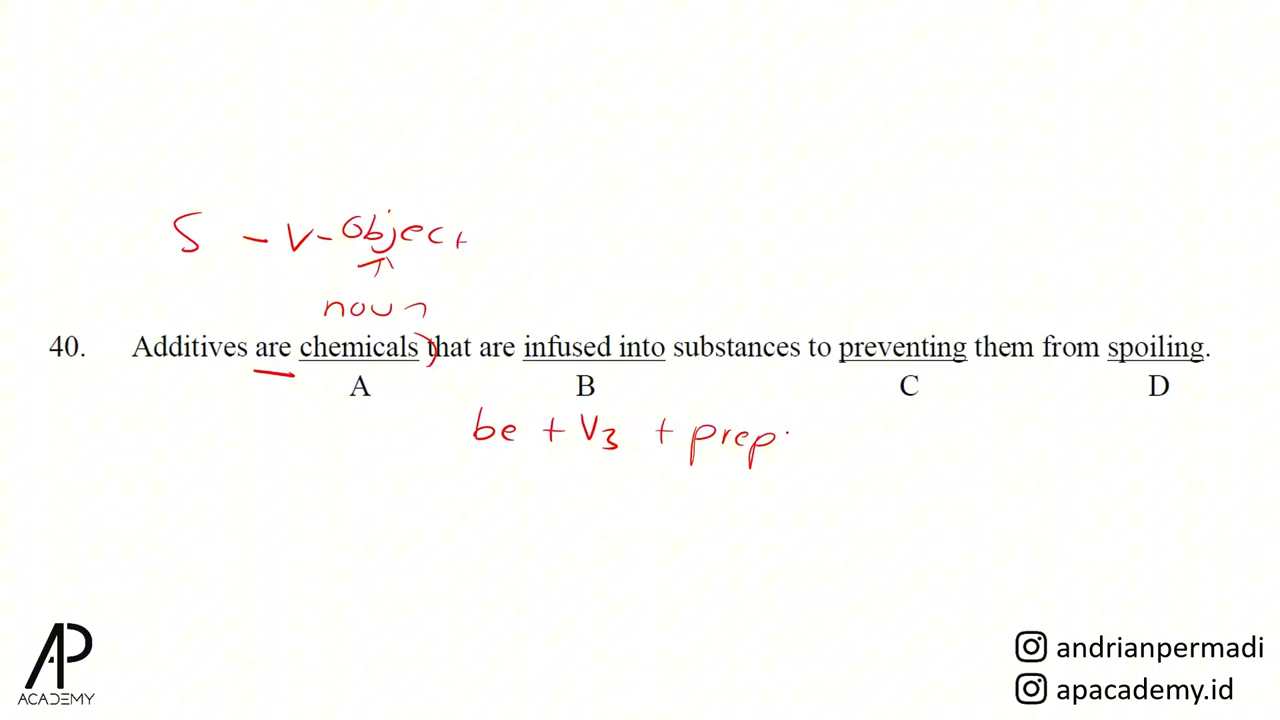 S - V - Object
noun
40. Additives are chemicals that are infused into substances to preventing them from spoiling.
A B C D
be + V3 + prep
AP
ACADEMY
andrianpermadi
apacademy.id